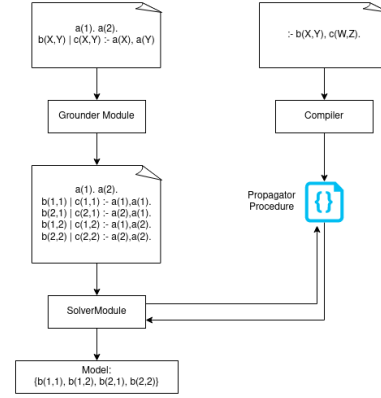 a(1). a(2).
b(X,Y) | c(X,Y) :- a(X), a(Y)
:- b(X,Y), c(W,Z).
Grounder Module
Compiler
a(1). a(2).
b(1,1) | c(1,1) :- a(1),a(1).
b(2,1) | c(2,1) :- a(2),a(1).
b(1,2) | c(1,2) :- a(1),a(2).
b(2,2) | c(2,2) :- a(2),a(2).
Propagator
Procedure
{}
SolverModule
Model:
{b(1,1), b(1,2), b(2,1), b(2,2)}